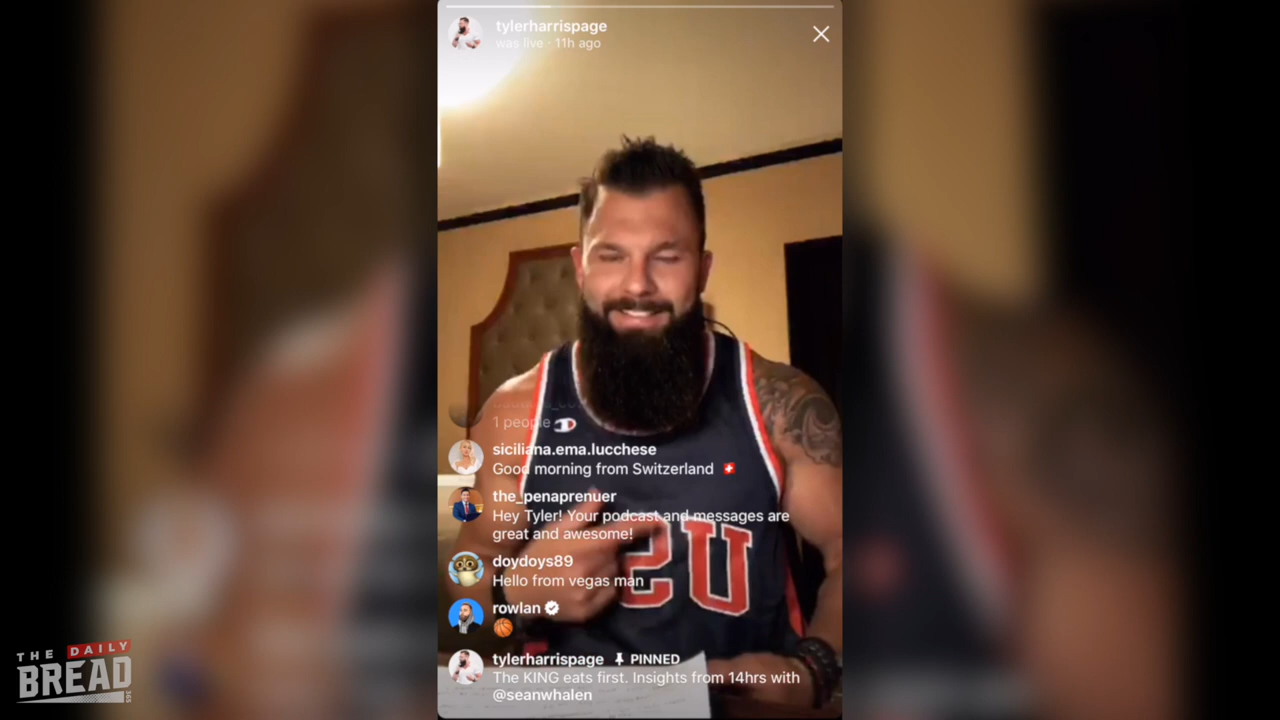 tylerharrispage
was live · 11h ago
1 people
siciliana.ema.lucchese
Good morning from Switzerland 🇨🇭
the_penaprenuer
Hey Tyler! Your podcast and messages are
great and awesome!
doydoys89
Hello from vegas man
rowlan
🏀
tylerharrispage 📌 PINNED
The KING eats first. Insights from 14hrs with
@seanwhalen
US
THE DAILY
BREAD
365